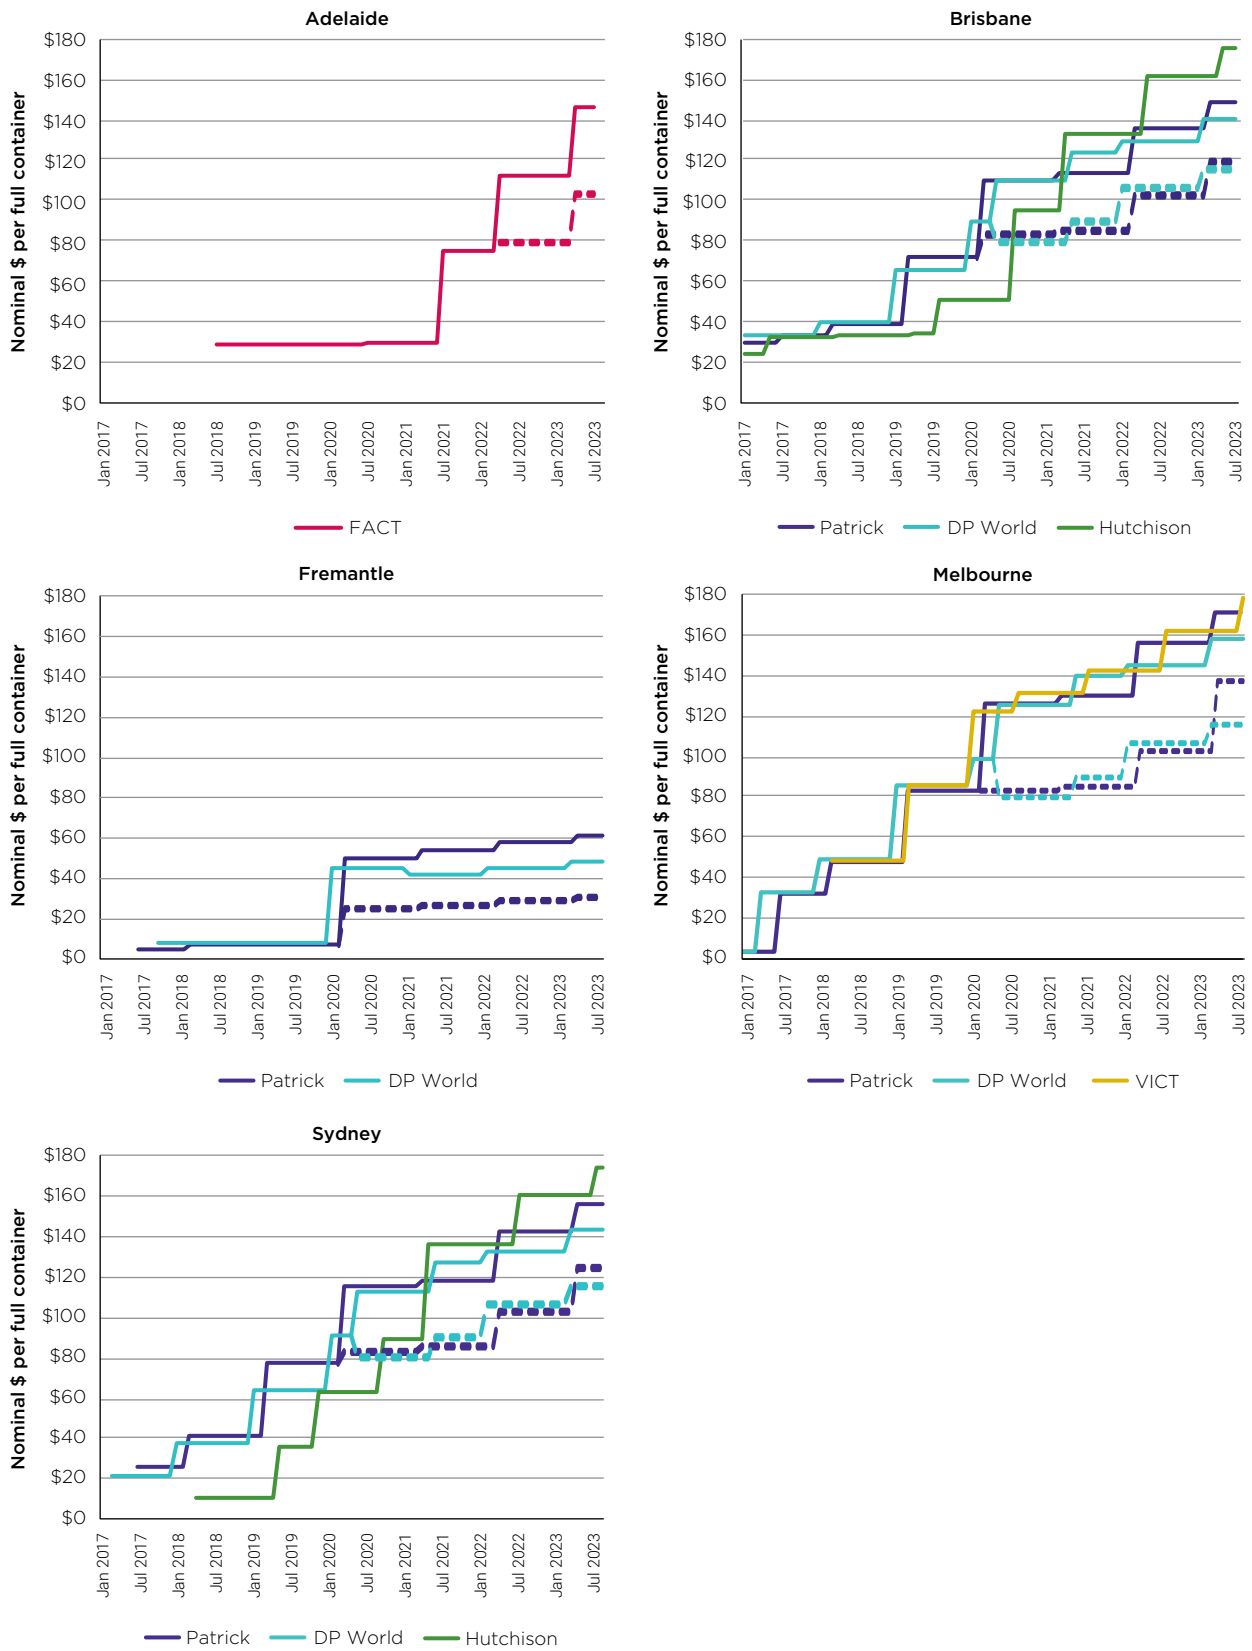 Adelaide
Nominal $ per full container
$180
$160
$140
$120
$100
$80
$60
$40
$20
$0
Jan 2017
Jul 2017
Jan 2018
Jul 2018
Jan 2019
Jul 2019
Jan 2020
Jul 2020
Jan 2021
Jul 2021
Jan 2022
Jul 2022
Jan 2023
Jul 2023
FACT
Brisbane
Nominal $ per full container
$180
$160
$140
$120
$100
$80
$60
$40
$20
$0
Jan 2017
Jul 2017
Jan 2018
Jul 2018
Jan 2019
Jul 2019
Jan 2020
Jul 2020
Jan 2021
Jul 2021
Jan 2022
Jul 2022
Jan 2023
Jul 2023
Patrick DP World Hutchison
Fremantle
Nominal $ per full container
$180
$160
$140
$120
$100
$80
$60
$40
$20
$0
Jan 2017
Jul 2017
Jan 2018
Jul 2018
Jan 2019
Jul 2019
Jan 2020
Jul 2020
Jan 2021
Jul 2021
Jan 2022
Jul 2022
Jan 2023
Jul 2023
Patrick DP World
Melbourne
Nominal $ per full container
$180
$160
$140
$120
$100
$80
$60
$40
$20
$0
Jan 2017
Jul 2017
Jan 2018
Jul 2018
Jan 2019
Jul 2019
Jan 2020
Jul 2020
Jan 2021
Jul 2021
Jan 2022
Jul 2022
Jan 2023
Jul 2023
Patrick DP World VICT
Sydney
Nominal $ per full container
$180
$160
$140
$120
$100
$80
$60
$40
$20
$0
Jan 2017
Jul 2017
Jan 2018
Jul 2018
Jan 2019
Jul 2019
Jan 2020
Jul 2020
Jan 2021
Jul 2021
Jan 2022
Jul 2022
Jan 2023
Jul 2023
Patrick DP World Hutchison